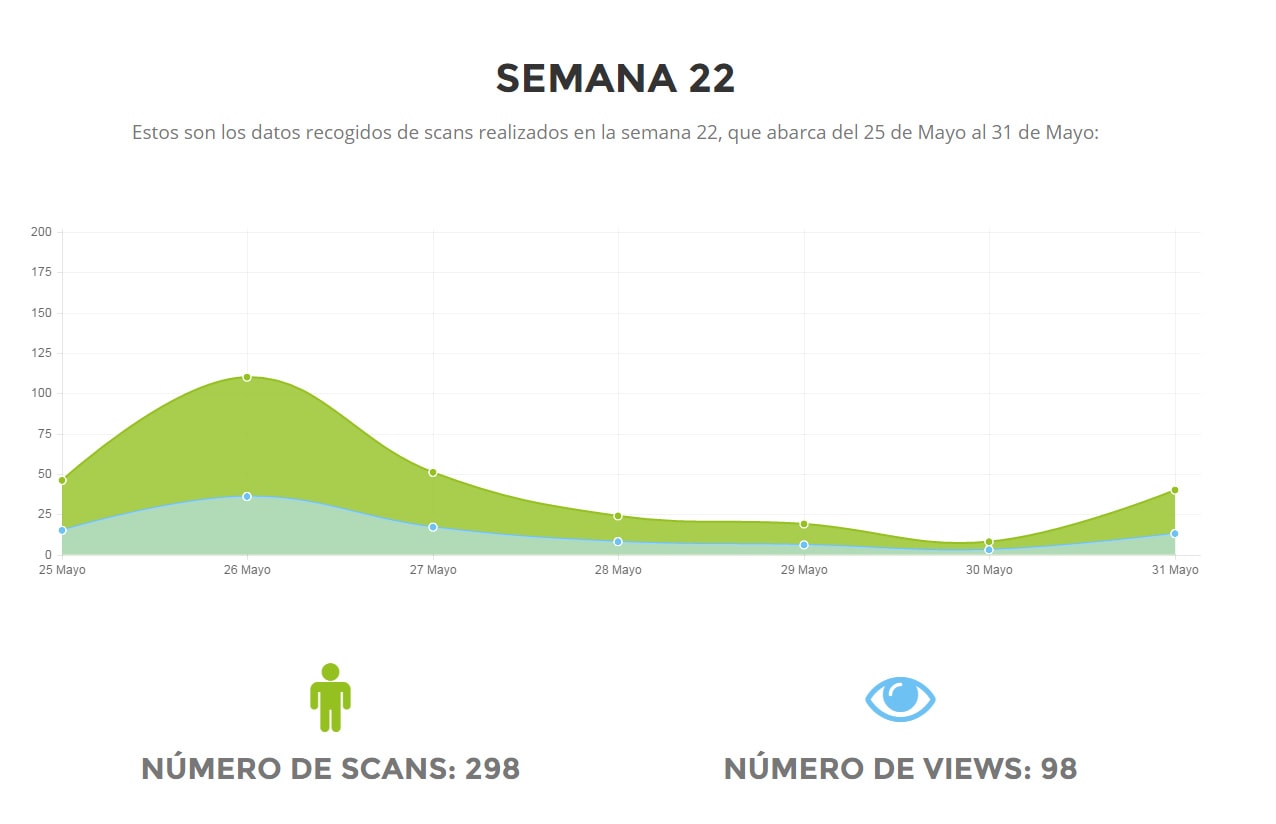 SEMANA 22
Estos son los datos recogidos de scans realizados en la semana 22, que abarca del 25 de Mayo al 31 de Mayo:
200
175
150
125
100
75
50
25
0
25 Mayo 26 Mayo 27 Mayo 28 Mayo 29 Mayo 30 Mayo 31 Mayo
NÚMERO DE SCANS: 298 NÚMERO DE VIEWS: 98